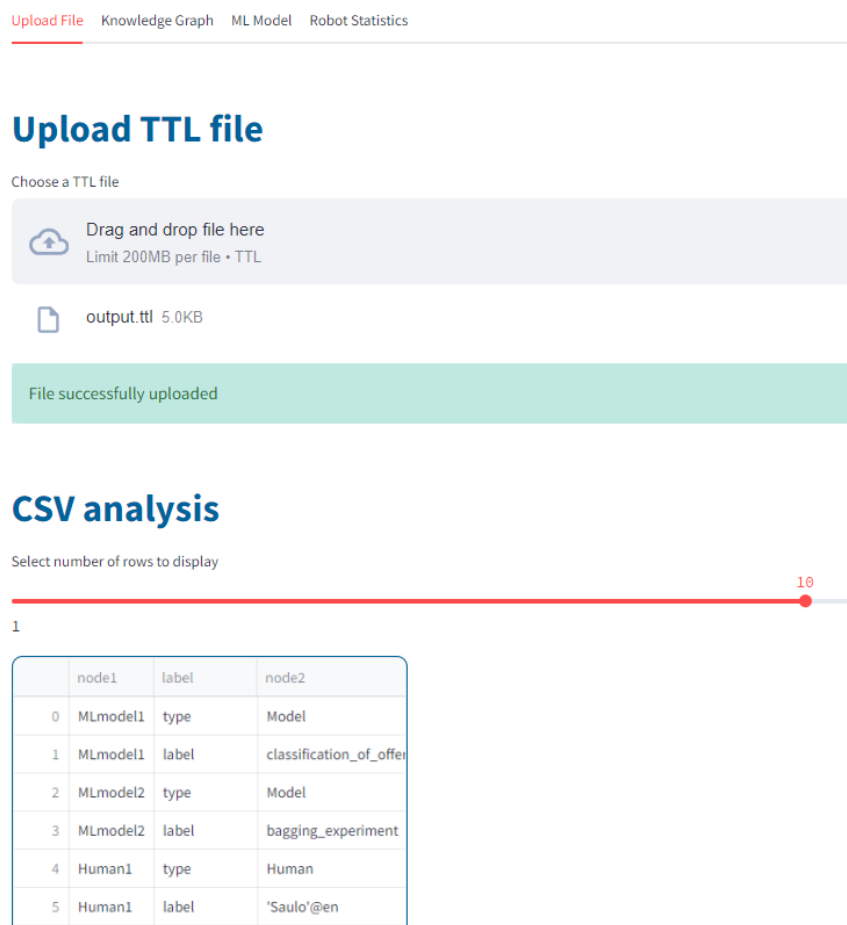 Upload File Knowledge Graph ML Model Robot Statistics
Upload TTL file
Choose a TTL file
Drag and drop file here
Limit 200MB per file • TTL
output.ttl 5.0KB
File successfully uploaded
CSV analysis
Select number of rows to display
10
1
node1 label node2
0 MLmodel1 type Model
1 MLmodel1 label classification_of_offer
2 MLmodel2 type Model
3 MLmodel2 label bagging_experiment
4 Human1 type Human
5 Human1 label 'Saulo'@en